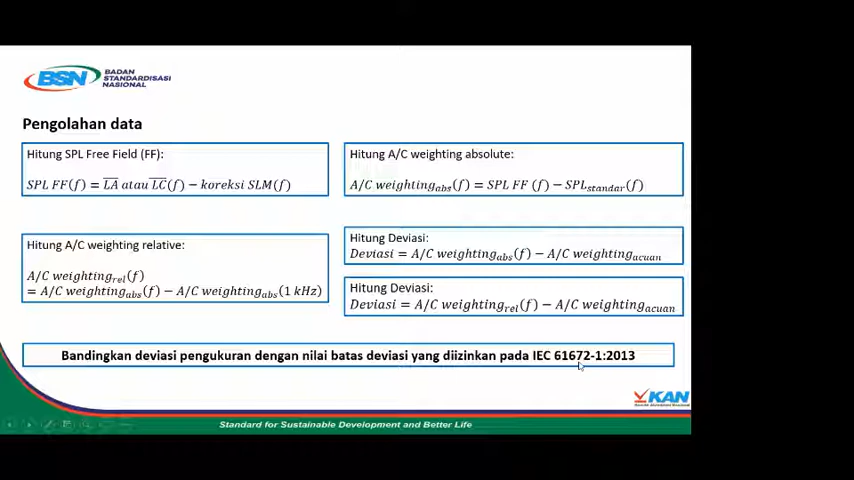 BSN
BADAN
STANDARDISASI
NASIONAL
Pengolahan data
Hitung SPL Free Field (FF):
SPL FF(f) = L̅A̅ atau L̅C̅(f) − koreksi SLM(f)
Hitung A/C weighting absolute:
A/C weighting_abs(f) = SPL FF (f) − SPL_standar(f)
Hitung A/C weighting relative:
A/C weighting_rel(f)
= A/C weighting_abs(f) − A/C weighting_abs(1 kHz)
Hitung Deviasi:
Deviasi = A/C weighting_abs(f) − A/C weighting_acuan
Hitung Deviasi:
Deviasi = A/C weighting_rel(f) − A/C weighting_acuan
Bandingkan deviasi pengukuran dengan nilai batas deviasi yang diizinkan pada IEC 61672-1:2013
KAN
Standard for Sustainable Development and Better Life